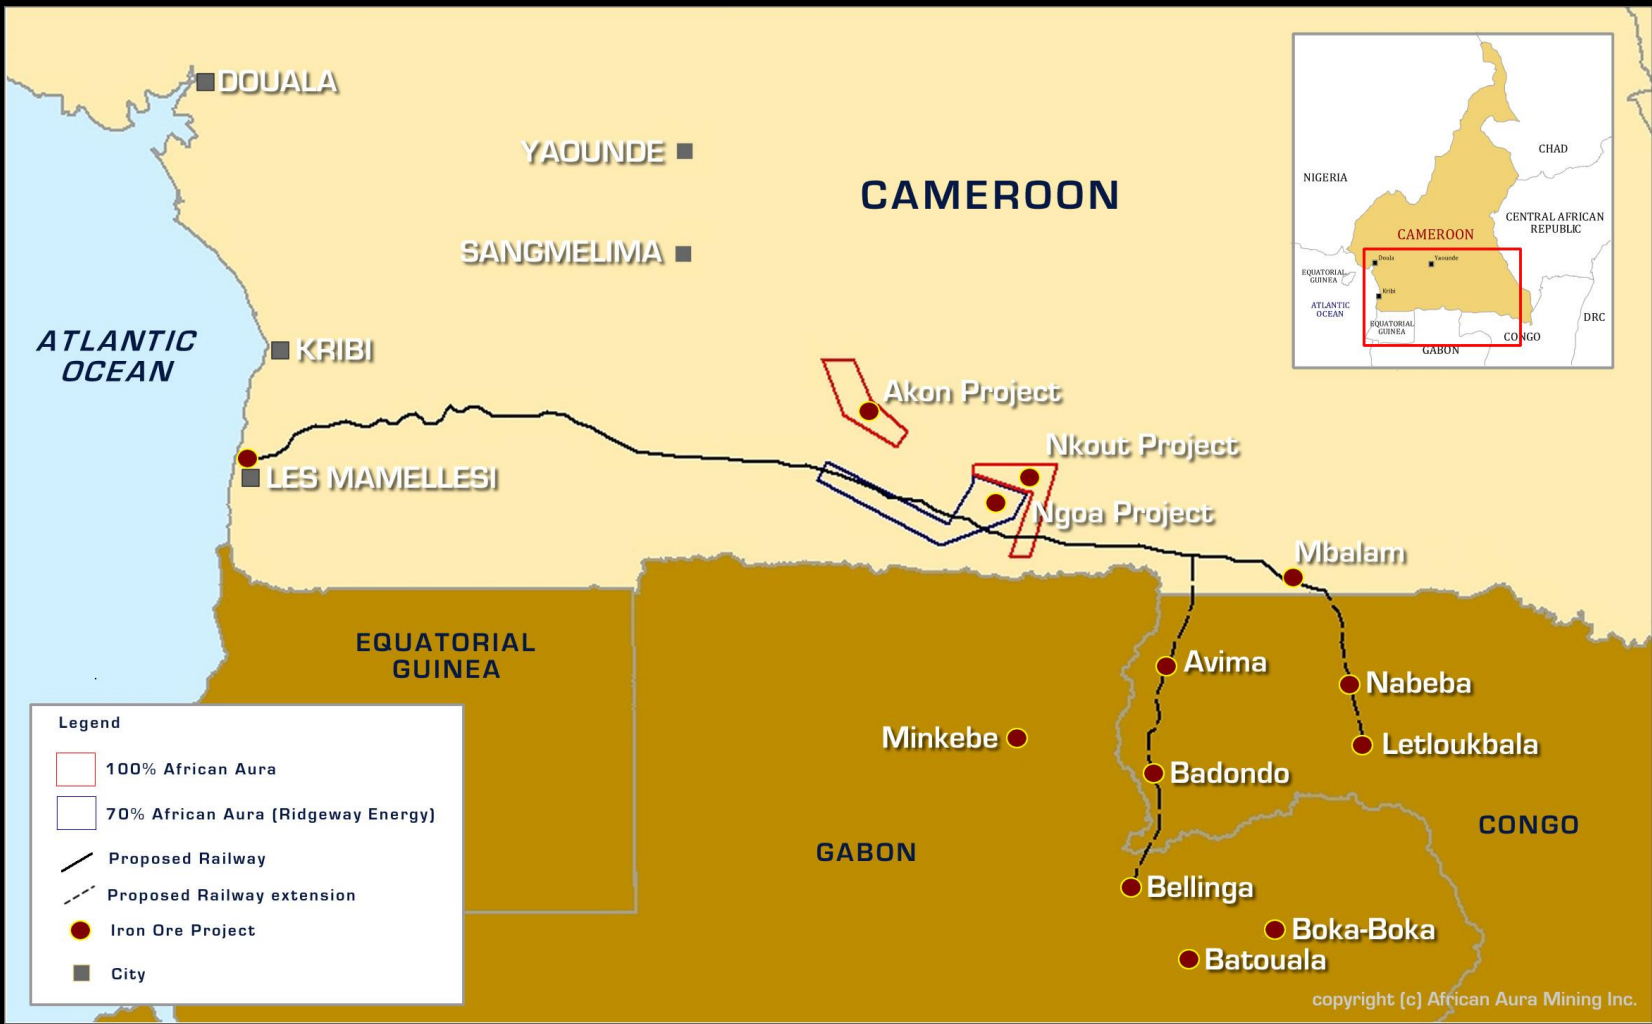 DOUALA
YAOUNDE
CAMEROON
SANGMELIMA
ATLANTIC
OCEAN
KRIBI
Akon Project
Nkout Project
LES MAMELLESI
Ngoa Project
Mbalam
EQUATORIAL
GUINEA
Avima
Nabeba
Minkebe
Letloukbala
Badondo
CONGO
GABON
Bellinga
Boka-Boka
Batouala
copyright (c) African Aura Mining Inc.
Legend
100% African Aura
70% African Aura (Ridgeway Energy)
Proposed Railway
Proposed Railway extension
Iron Ore Project
City
CHAD
NIGERIA
CENTRAL AFRICAN
REPUBLIC
CAMEROON
Doula
Yaounde
EQUATORIAL
GUINEA
Kribi
ATLANTIC
OCEAN
DRC
EQUATORIAL
GUINEA
CONGO
GABON